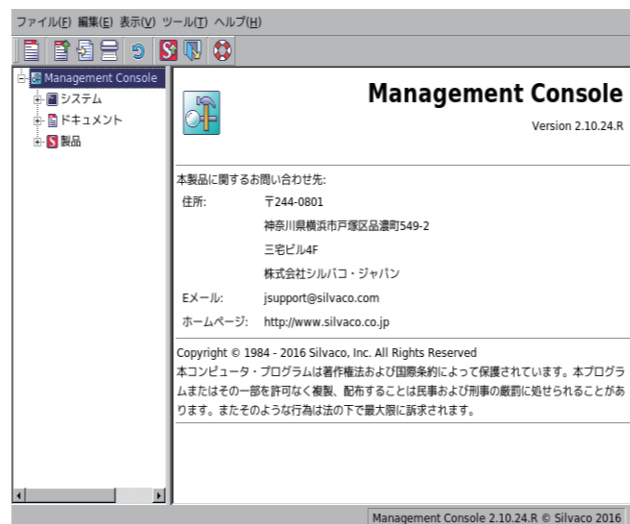 ファイル(F) 編集(E) 表示(V) ツール(T) ヘルプ(H)
Management Console
システム
ドキュメント
製品
Management Console
Version 2.10.24.R
本製品に関するお問い合わせ先:
住所: 〒244-0801
神奈川県横浜市戸塚区品濃町549-2
三宅ビル4F
株式会社シルバコ・ジャパン
Eメール: jsupport@silvaco.com
ホームページ: http://www.silvaco.co.jp
Copyright © 1984 - 2016 Silvaco, Inc. All Rights Reserved
本コンピュータ・プログラムは著作権法および国際条約によって保護されています。本プログラ
ムまたはその一部を許可なく複製、配布することは民事および刑事の厳罰に処せられることがあ
ります。またそのような行為は法の下で最大限に訴求されます。
Management Console 2.10.24.R © Silvaco 2016